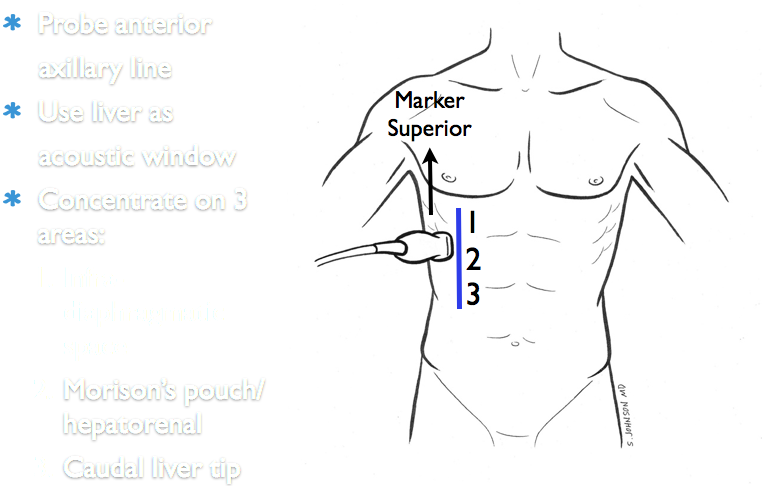 * Probe anterior
axillary line
* Use liver as
acoustic window
* Concentrate on 3
areas:
Morison's pouch/
hepatorenal
Caudal liver tip
Marker
Superior
1
2
3
S. JOHNSON MD